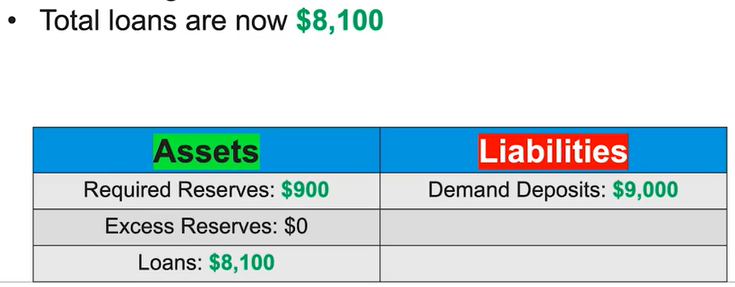 • Total loans are now $8,100
Assets
Liabilities
Required Reserves: $900
Demand Deposits: $9,000
Excess Reserves: $0
Loans: $8,100